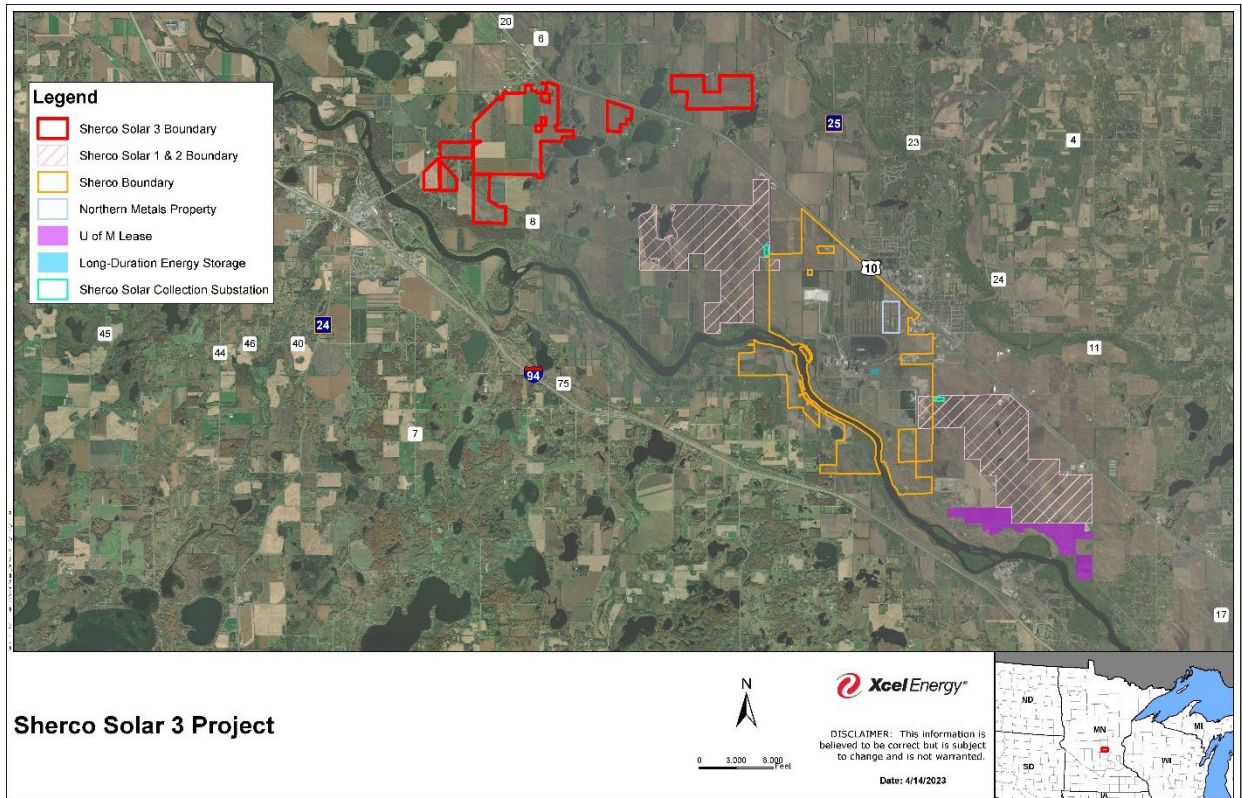 20
6
25
23
4
Legend
Sherco Solar 3 Boundary
Sherco Solar 1 & 2 Boundary
Sherco Boundary
Northern Metals Property
U of M Lease
Long-Duration Energy Storage
Sherco Solar Collection Substation
8
10
24
24
45
44
46
40
11
94
75
7
17
Sherco Solar 3 Project
N
0 3,000 6,000
Feet
Xcel Energy®
DISCLAIMER: This information is
believed to be correct but is subject
to change and is not warranted.
Date: 4/14/2023
ND
MN
SD
WI
MI
IA